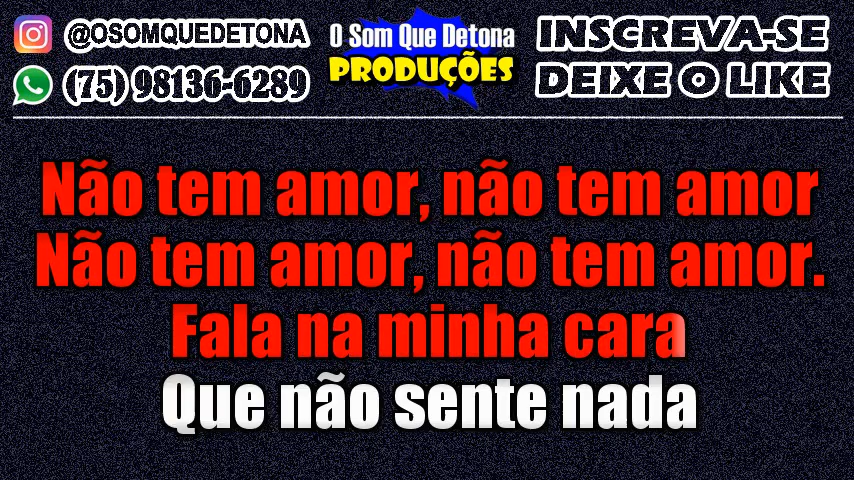 @OSOMQUEDETONA
(75) 98136-6289
O Som Que Detona
PRODUÇÕES
INSCREVA-SE
DEIXE O LIKE
Não tem amor, não tem amor
Não tem amor, não tem amor.
Fala na minha cara
Que não sente nada